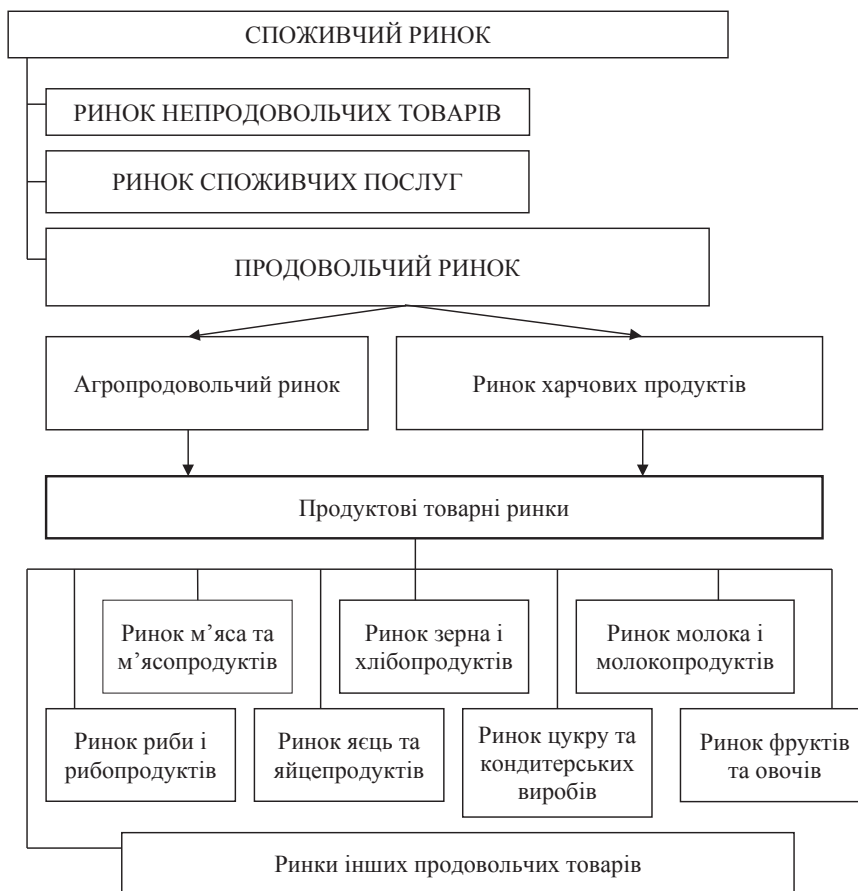 СПОЖИВЧИЙ РИНОК
РИНОК НЕПРОДОВОЛЬЧИХ ТОВАРІВ
РИНОК СПОЖИВЧИХ ПОСЛУГ
ПРОДОВОЛЬЧИЙ РИНОК
Агропродовольчий ринок
Ринок харчових продуктів
Продуктові товарні ринки
Ринок м’яса та
м’ясопродуктів
Ринок зерна і
хлібопродуктів
Ринок молока і
молокопродуктів
Ринок риби і
рибопродуктів
Ринок яєць та
яйцепродуктів
Ринок цукру та
кондитерських
виробів
Ринок фруктів
та овочів
Ринки інших продовольчих товарів